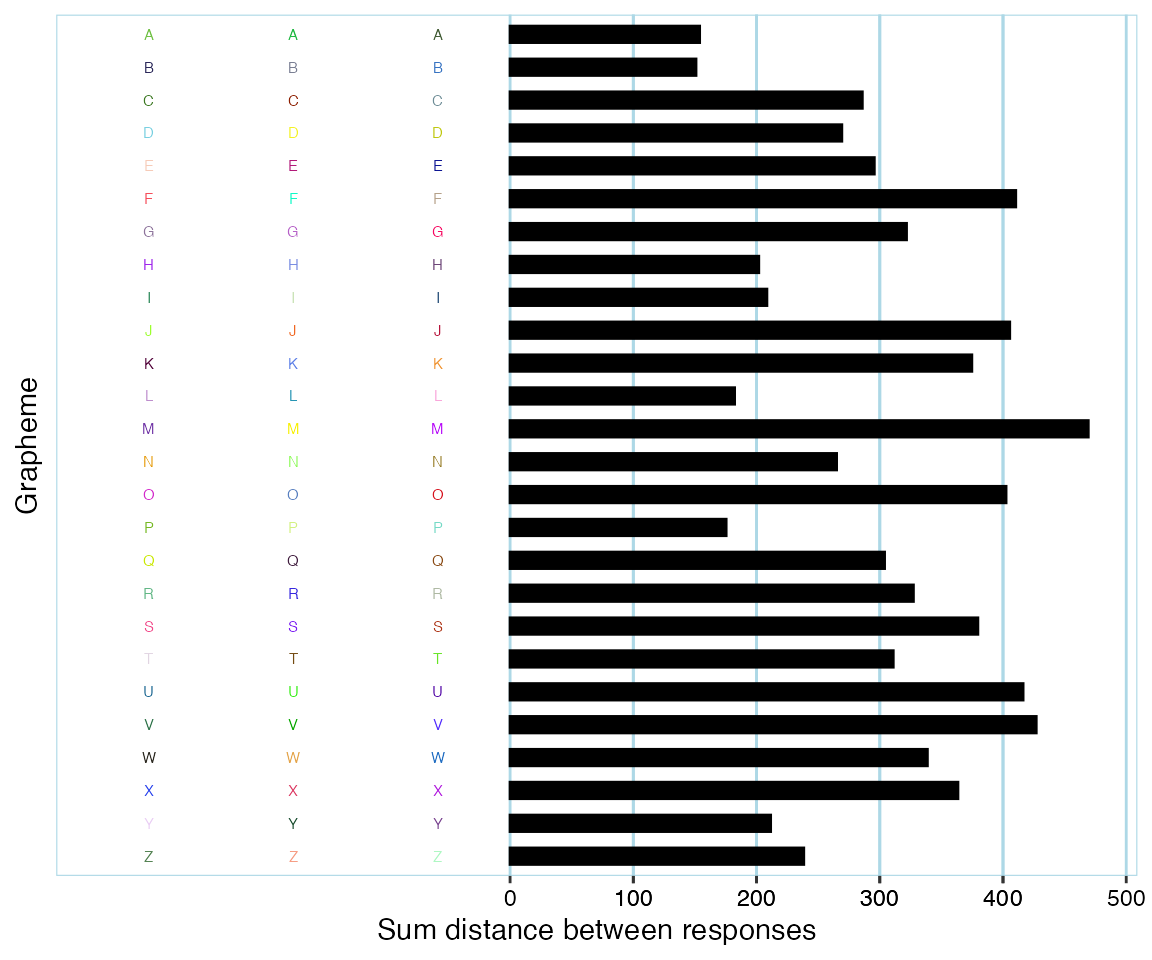 A A A
B B B
C C C
D D D
E E E
F F F
G G G
H H H
I I I
J J J
K K K
L L L
M M M
N N N
O O O
P P P
Q Q Q
R R R
S S S
T T T
U U U
V V V
W W W
X X X
Y Y Y
Z Z Z
Grapheme
0 100 200 300 400 500
Sum distance between responses